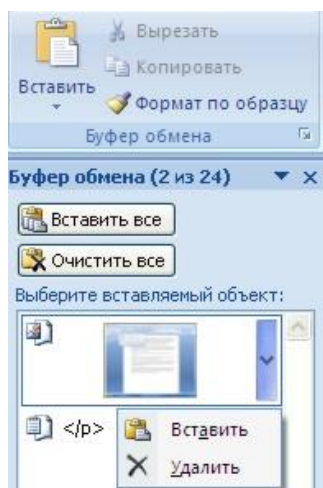 Вырезать
Копировать
Вставить
Формат по образцу
Буфер обмена
Буфер обмена (2 из 24)
Вставить все
Очистить все
Выберите вставляемый объект:
</p>
Вставить
Удалить